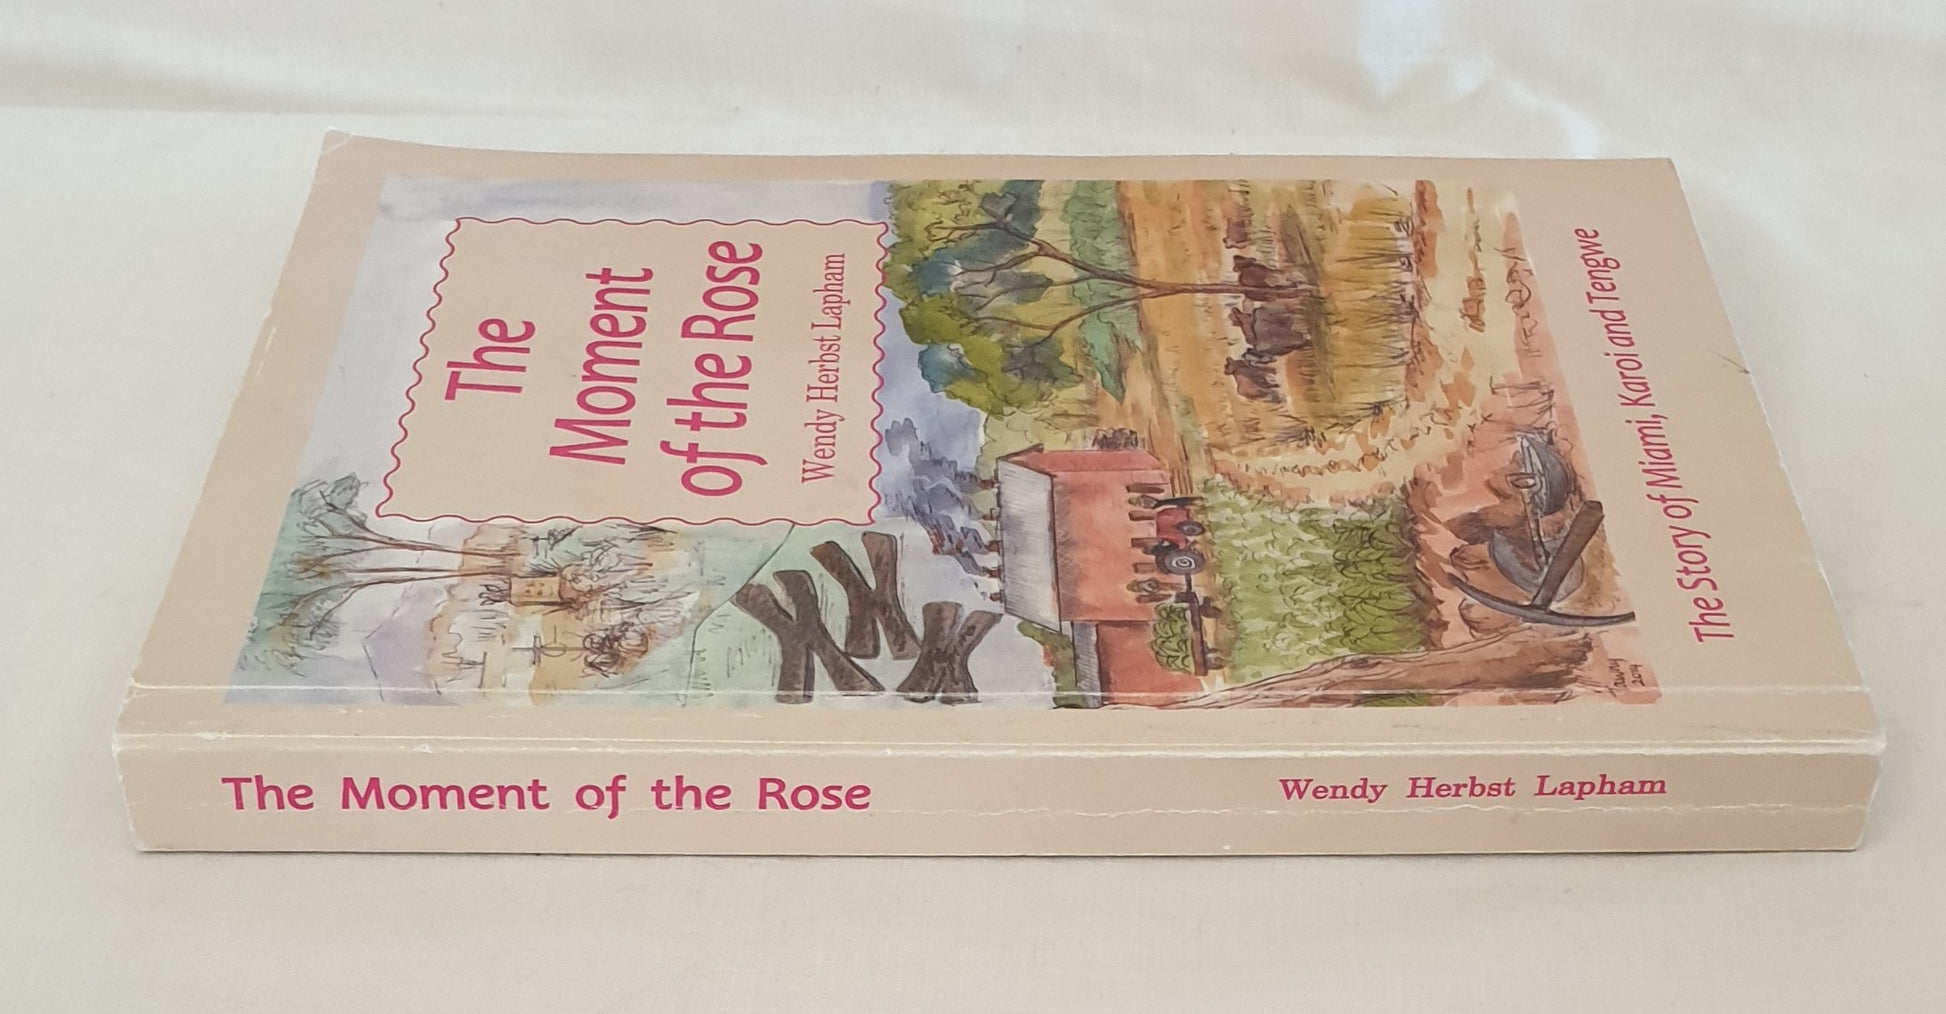 The
Moment
of the Rose
Wendy Herbst Lapham
The Story of Miami, Karoi and Tengwe
2014
The Moment of the Rose
Wendy Herbst Lapham